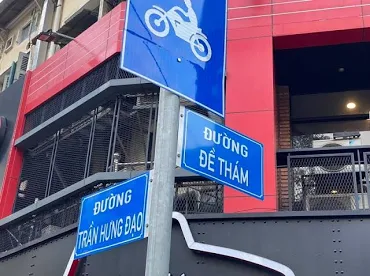 ĐƯỜNG
ĐỀ THÁM
ĐƯỜNG
TRẦN HƯNG ĐẠO